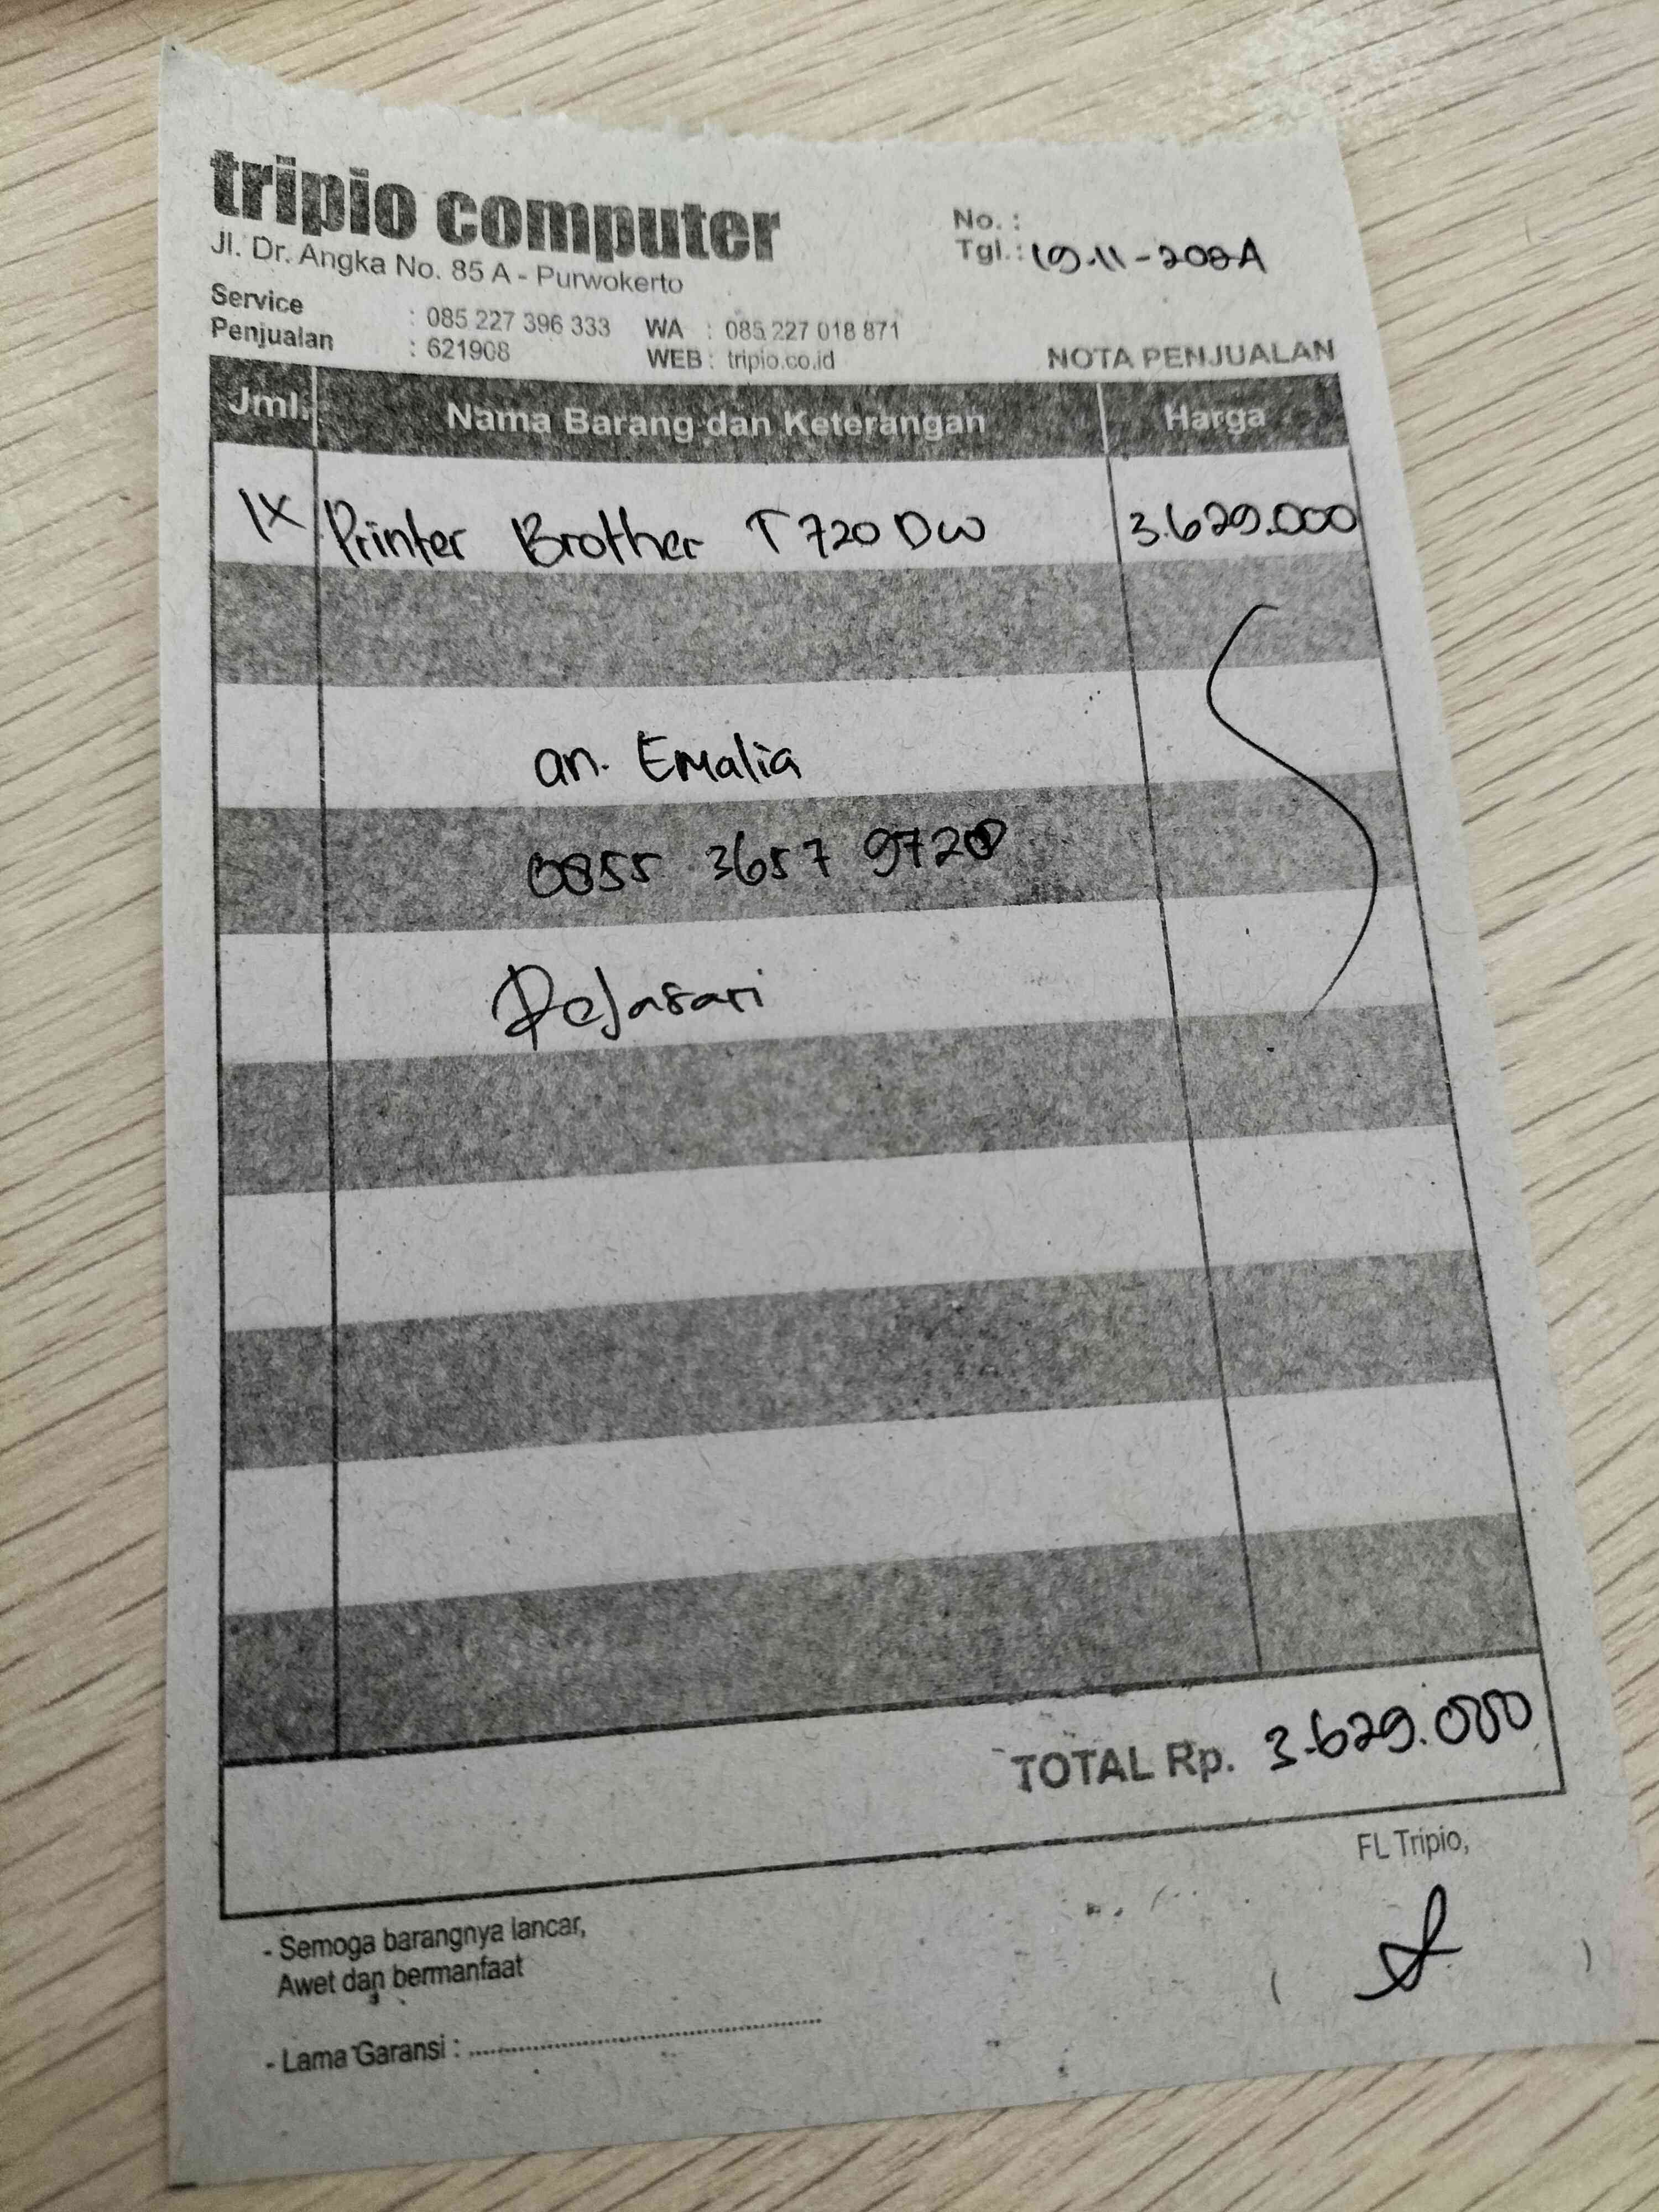 tripio computer
Jl. Dr. Angka No. 85 A - Purwokerto
Service : 085 227 396 333 WA : 085 227 018 871
Penjualan : 621908 WEB : tripio.co.id
No. :
Tgl. : 19-11-2024
NOTA PENJUALAN
Jml. Nama Barang dan Keterangan Harga
1x Printer Brother T720DW 3.629.000
an. Emalia
0855 3657 9720
Rejasari
TOTAL Rp. 3.629.000
FL Tripio,
- Semoga barangnya lancar,
Awet dan bermanfaat
- Lama Garansi : ........................................
( )